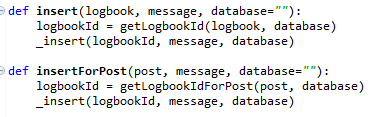 def insert(logbook, message, database=""):
    logbookId = getLogbookId(logbook, database)
    _insert(logbookId, message, database)
def insertForPost(post, message, database=""):
    logbookId = getLogbookIdForPost(post, database)
    _insert(logbookId, message, database)